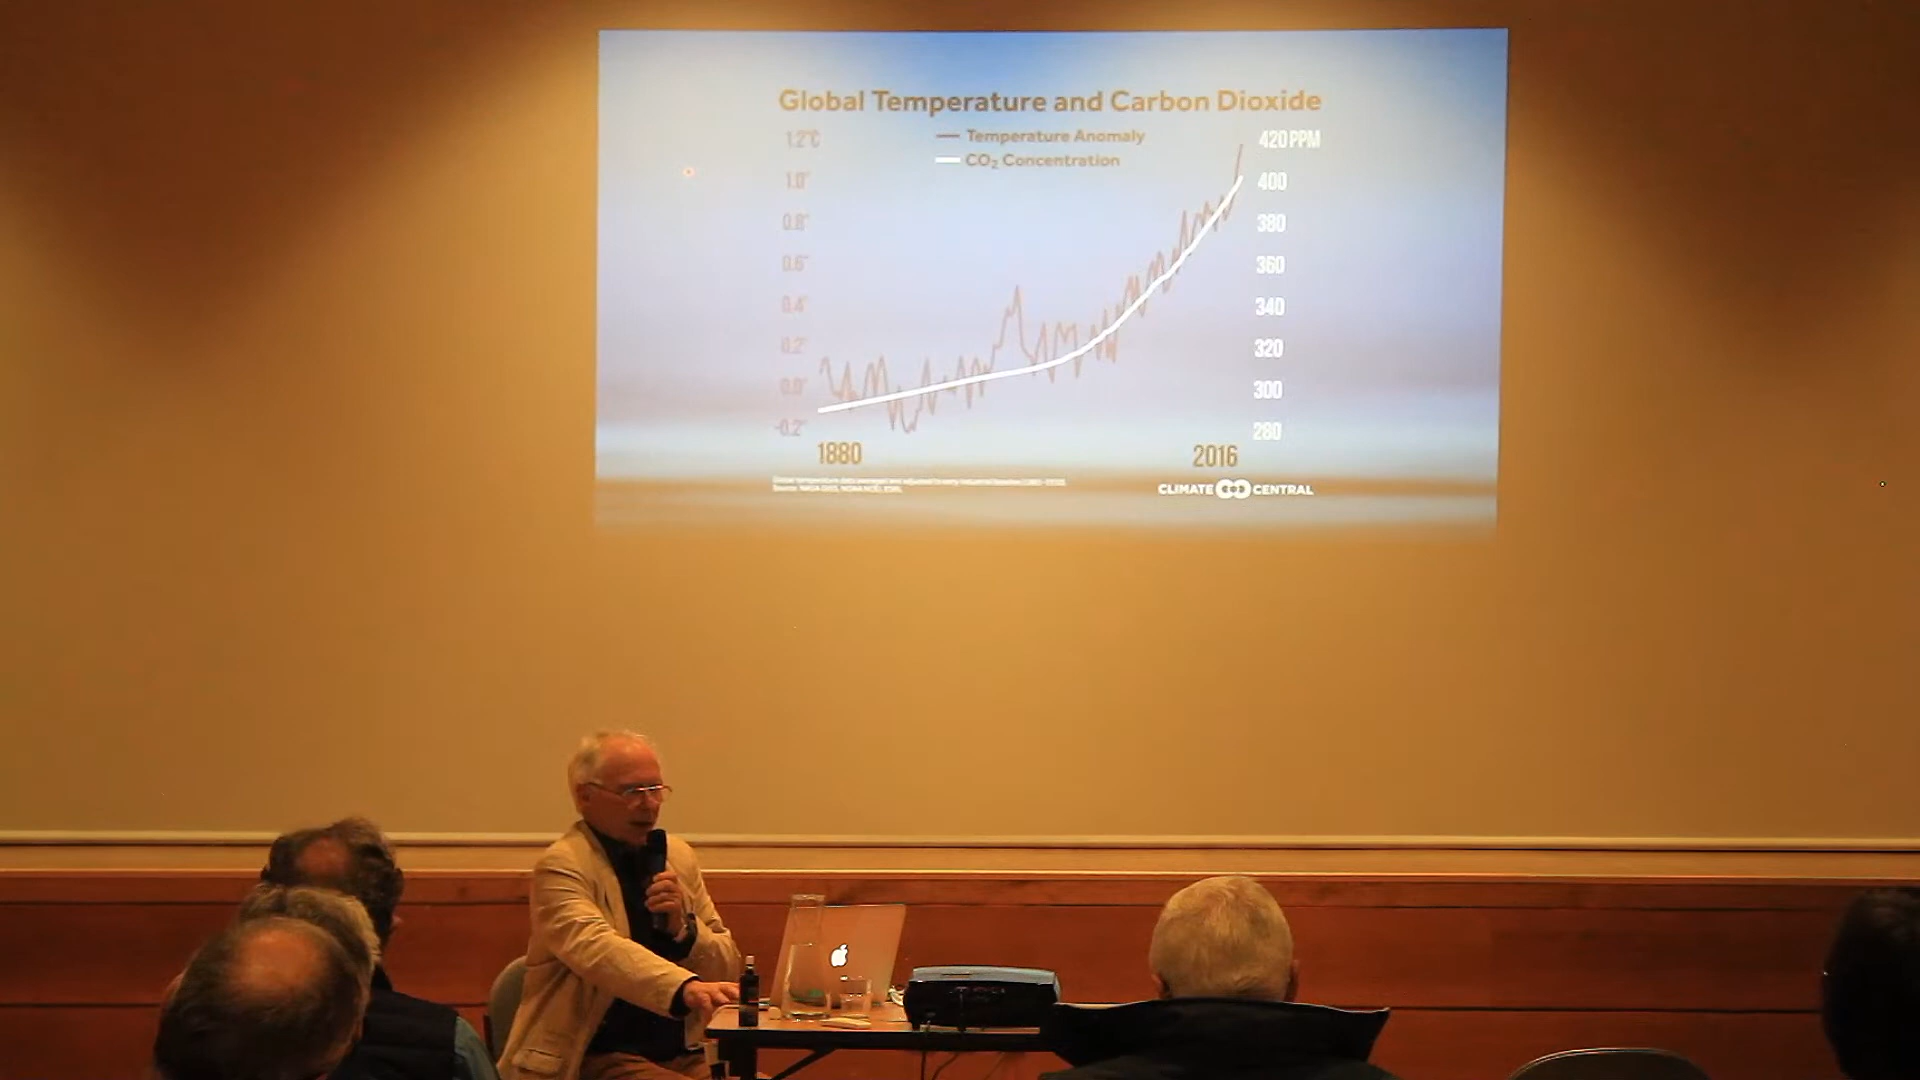 Global Temperature and Carbon Dioxide
Temperature Anomaly
CO₂ Concentration
1.2°C
1.0°
0.8°
0.6°
0.4°
0.2°
0.0°
-0.2°
420 PPM
400
380
360
340
320
300
280
1880
2016
CLIMATE CENTRAL